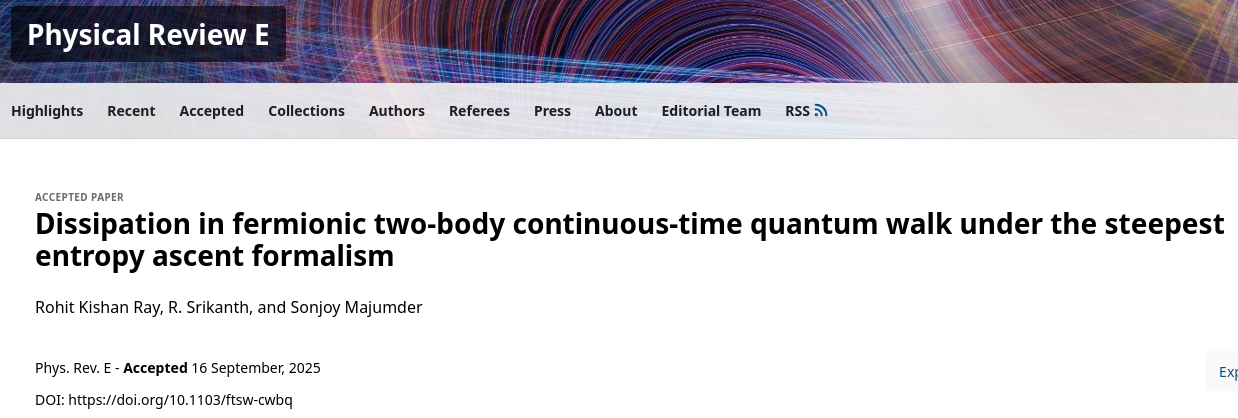 Physical Review E
Highlights Recent Accepted Collections Authors Referees Press About Editorial Team RSS
ACCEPTED PAPER
Dissipation in fermionic two-body continuous-time quantum walk under the steepest
entropy ascent formalism
Rohit Kishan Ray, R. Srikanth, and Sonjoy Majumder
Phys. Rev. E - Accepted 16 September, 2025
Exp
DOI: https://doi.org/10.1103/ftsw-cwbq